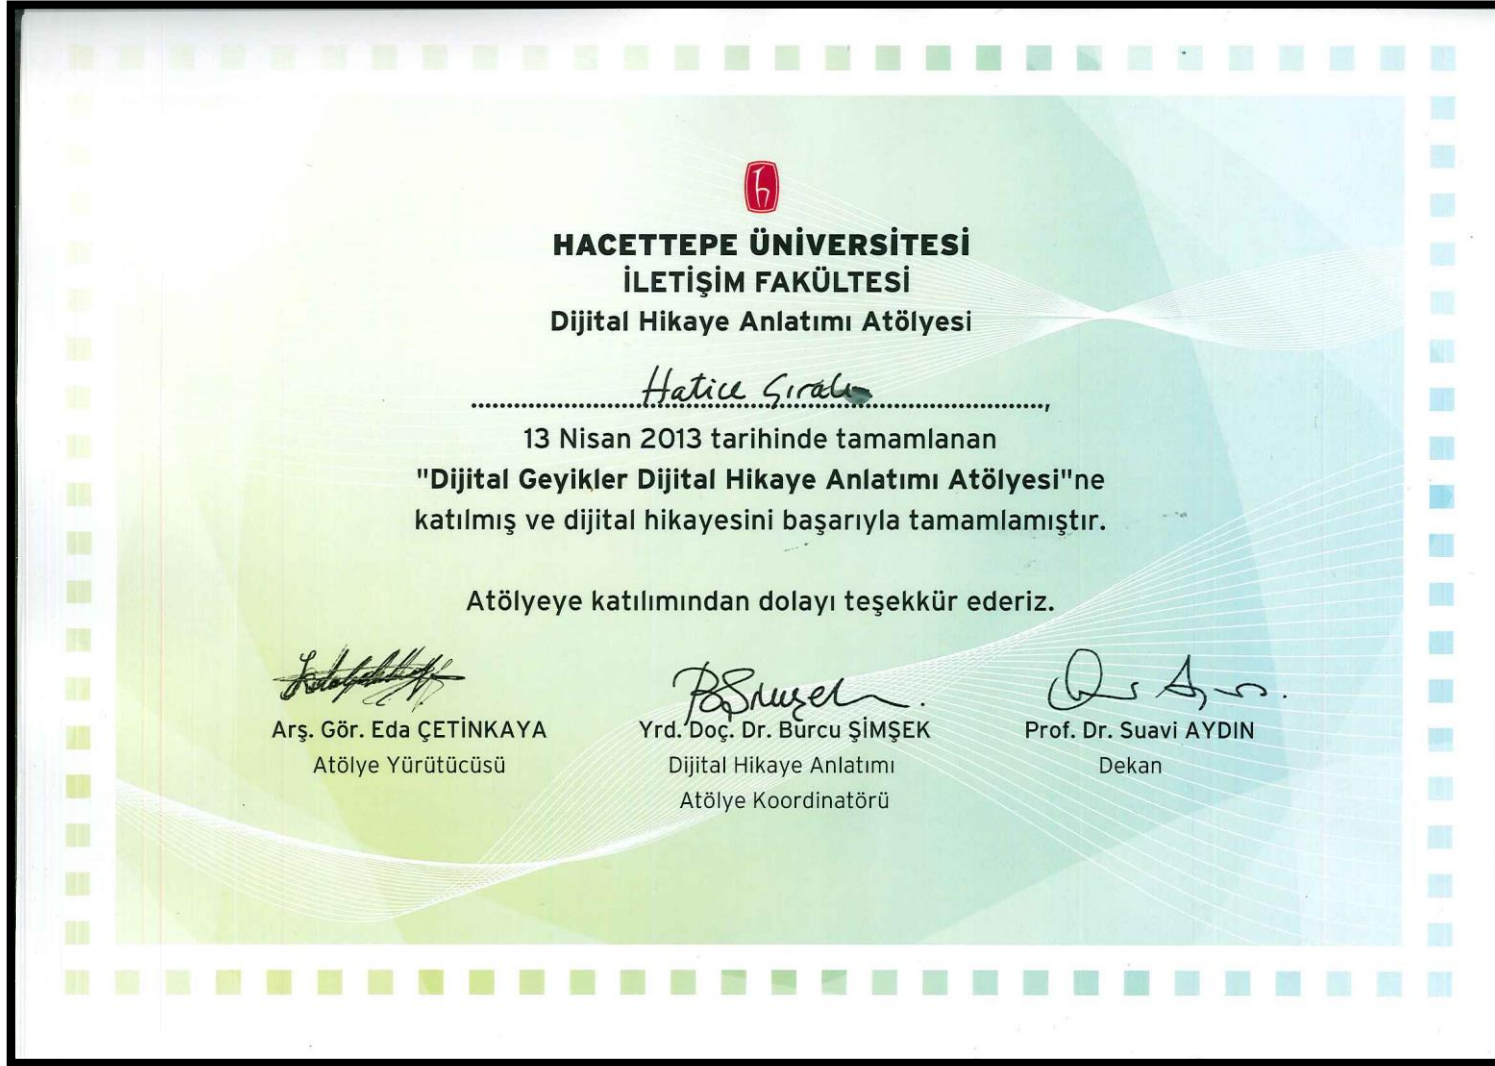 HACETTEPE ÜNİVERSİTESİ
İLETİŞİM FAKÜLTESİ
Dijital Hikaye Anlatımı Atölyesi
Hatice
13 Nisan 2013 tarihinde tamamlanan
"Dijital Geyikler Dijital Hikaye Anlatımı Atölyesi"ne
katılmış ve dijital hikayesini başarıyla tamamlamıştır.
Atölyeye katılımından dolayı teşekkür ederiz.
Arş. Gör. Eda ÇETİNKAYA
Atölye Yürütücüsü
Yrd. Doç. Dr. Burcu ŞİMŞEK
Dijital Hikaye Anlatımı
Atölye Koordinatörü
Prof. Dr. Suavi AYDIN
Dekan